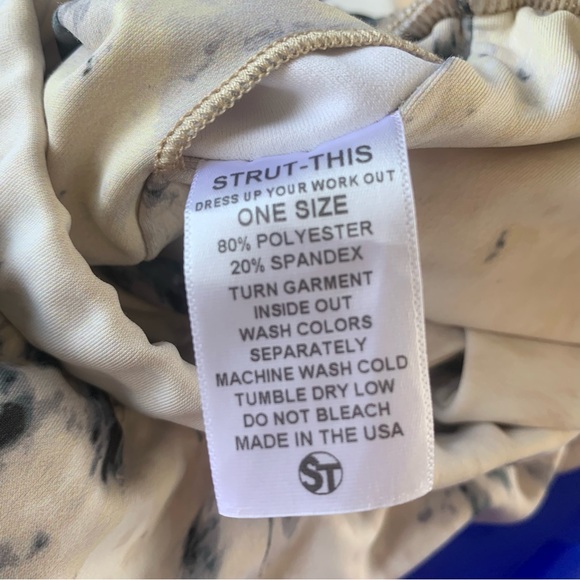 STRUT-THIS
DRESS UP YOUR WORK OUT
ONE SIZE
80% POLYESTER
20% SPANDEX
TURN GARMENT
INSIDE OUT
WASH COLORS
SEPARATELY
MACHINE WASH COLD
TUMBLE DRY LOW
DO NOT BLEACH
MADE IN THE USA
ST